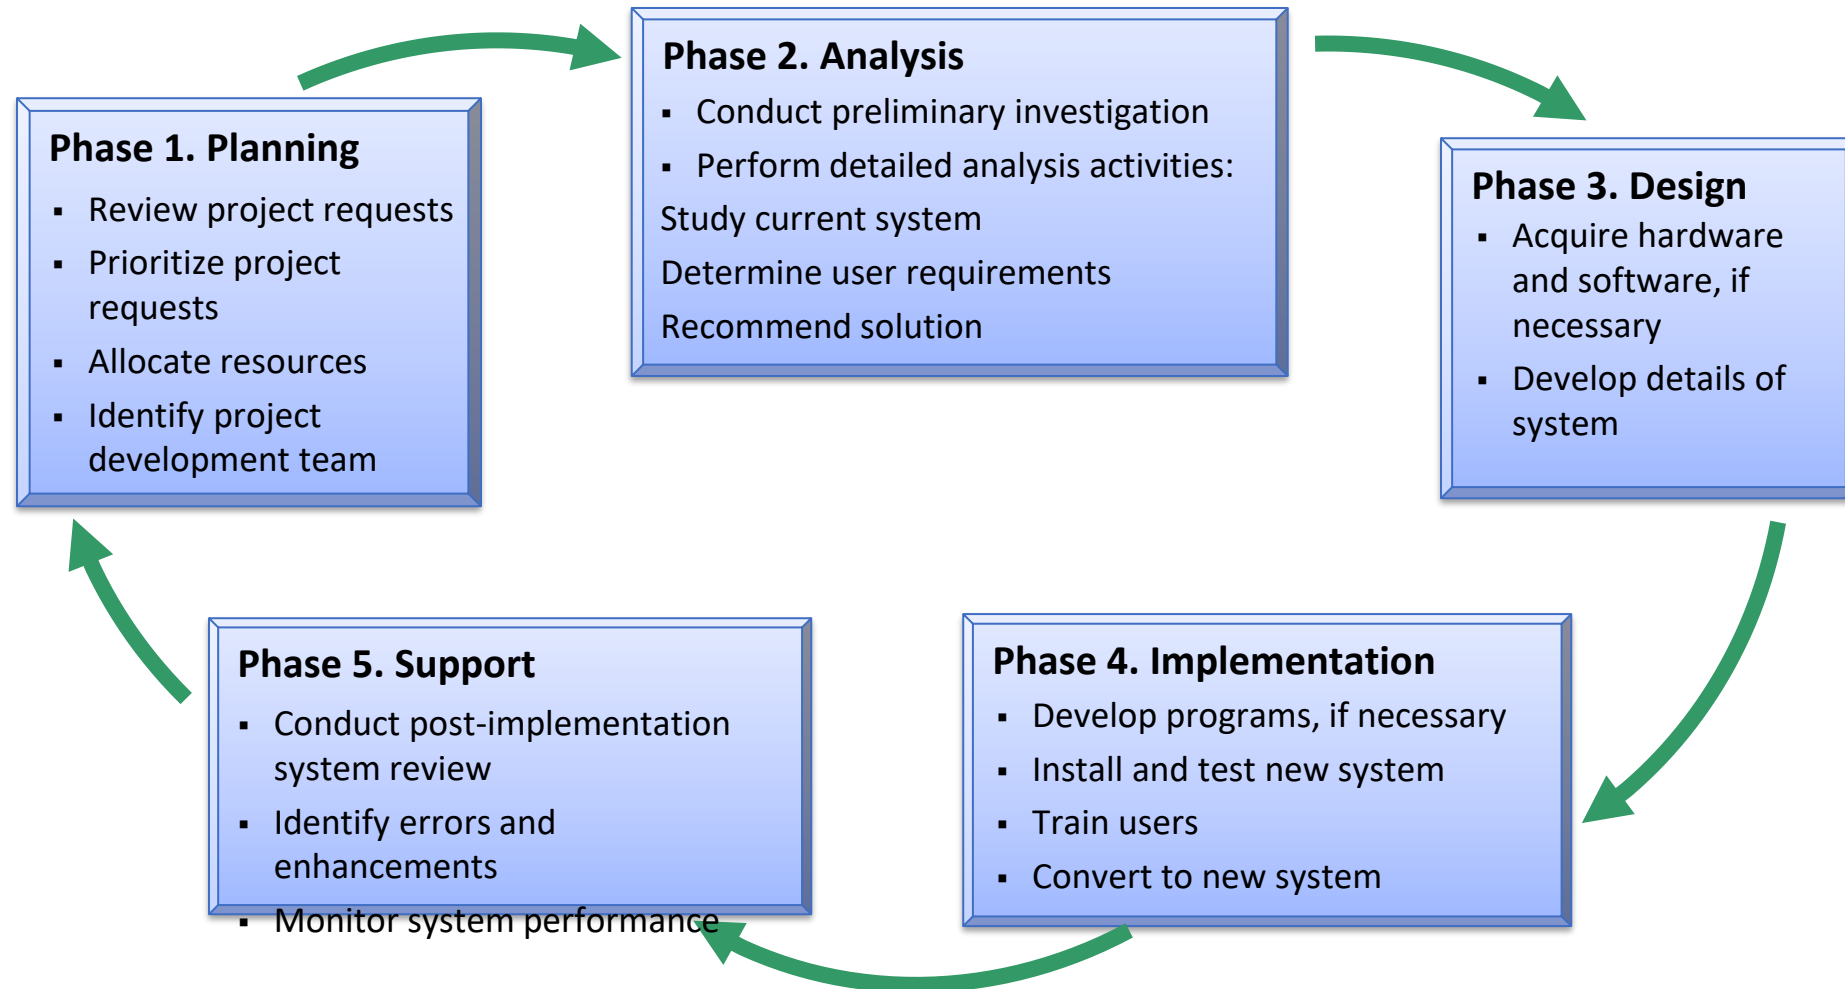 Phase 1. Planning
▪ Review project requests
▪ Prioritize project
requests
▪ Allocate resources
▪ Identify project
development team
Phase 2. Analysis
▪ Conduct preliminary investigation
▪ Perform detailed analysis activities:
Study current system
Determine user requirements
Recommend solution
Phase 3. Design
▪ Acquire hardware
and software, if
necessary
▪ Develop details of
system
Phase 4. Implementation
▪ Develop programs, if necessary
▪ Install and test new system
▪ Train users
▪ Convert to new system
Phase 5. Support
▪ Conduct post-implementation
system review
▪ Identify errors and
enhancements
▪ Monitor system performance